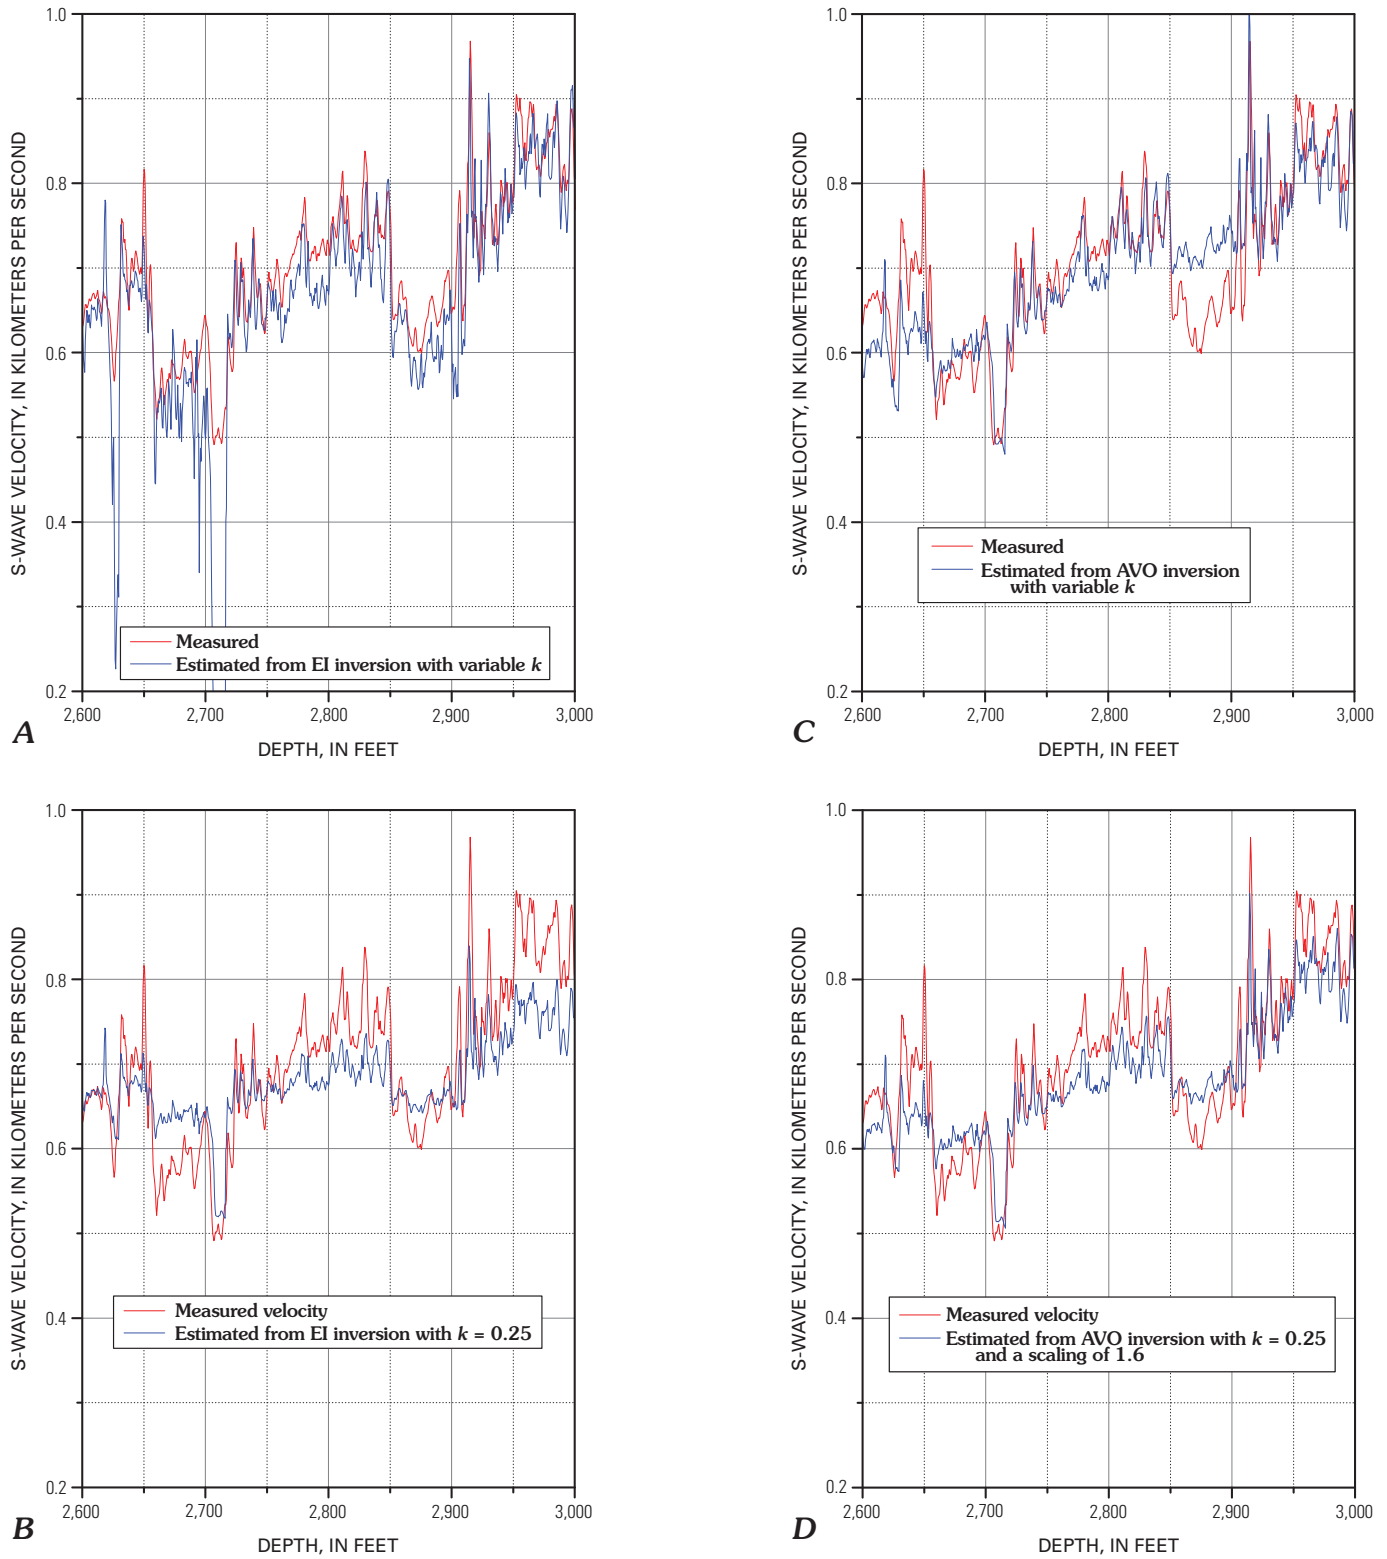 1.0
0.8
0.6
0.4
0.2
S-WAVE VELOCITY, IN KILOMETERS PER SECOND
Measured
Estimated from EI inversion with variable k
2,600
2,700
2,800
2,900
3,000
DEPTH, IN FEET
A
1.0
0.8
0.6
0.4
0.2
S-WAVE VELOCITY, IN KILOMETERS PER SECOND
Measured
Estimated from AVO inversion
with variable k
2,600
2,700
2,800
2,900
3,000
DEPTH, IN FEET
C
1.0
0.8
0.6
0.4
0.2
S-WAVE VELOCITY, IN KILOMETERS PER SECOND
Measured velocity
Estimated from EI inversion with k = 0.25
2,600
2,700
2,800
2,900
3,000
DEPTH, IN FEET
B
1.0
0.8
0.6
0.4
0.2
S-WAVE VELOCITY, IN KILOMETERS PER SECOND
Measured velocity
Estimated from AVO inversion with k = 0.25
and a scaling of 1.6
2,600
2,700
2,800
2,900
3,000
DEPTH, IN FEET
D